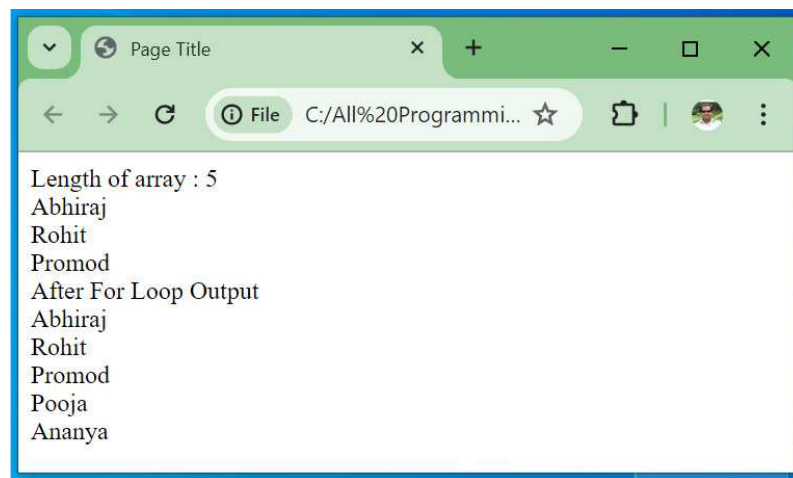 Page Title
File C:/All%20Programmi...
Length of array : 5
Abhiraj
Rohit
Promod
After For Loop Output
Abhiraj
Rohit
Promod
Pooja
Ananya